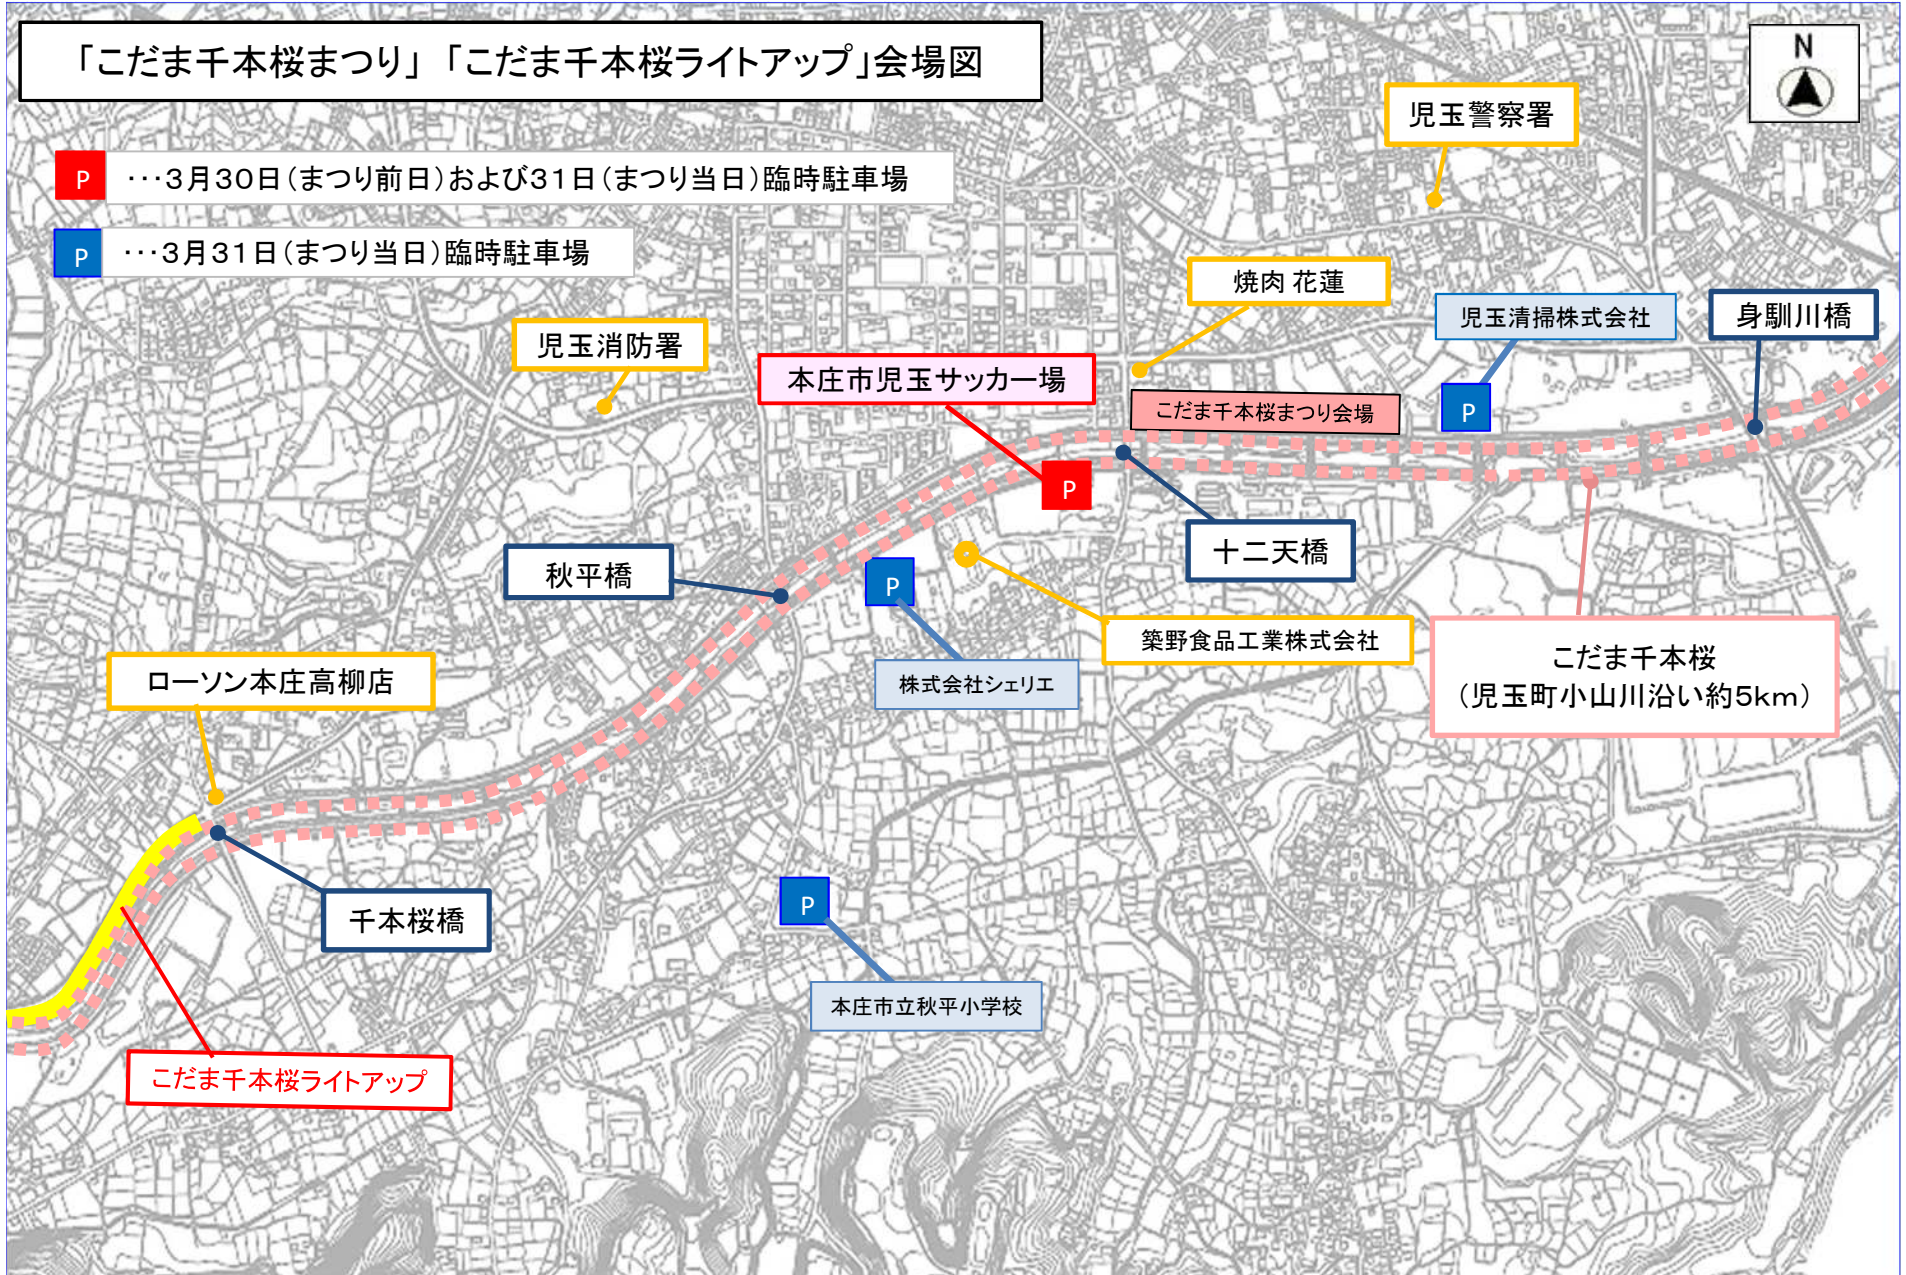 「こだま千本桜まつり」 「こだま千本桜ライトアップ」会場図
N
P ・・・3月30日(まつり前日)および31日(まつり当日)臨時駐車場
P ・・・3月31日(まつり当日)臨時駐車場
児玉警察署
焼肉 花蓮
児玉清掃株式会社
身馴川橋
児玉消防署
本庄市児玉サッカー場
こだま千本桜まつり会場
P
P
十二天橋
秋平橋
P
築野食品工業株式会社
株式会社シェリエ
こだま千本桜
(児玉町小山川沿い約5km)
ローソン本庄高柳店
千本桜橋
P
本庄市立秋平小学校
こだま千本桜ライトアップ